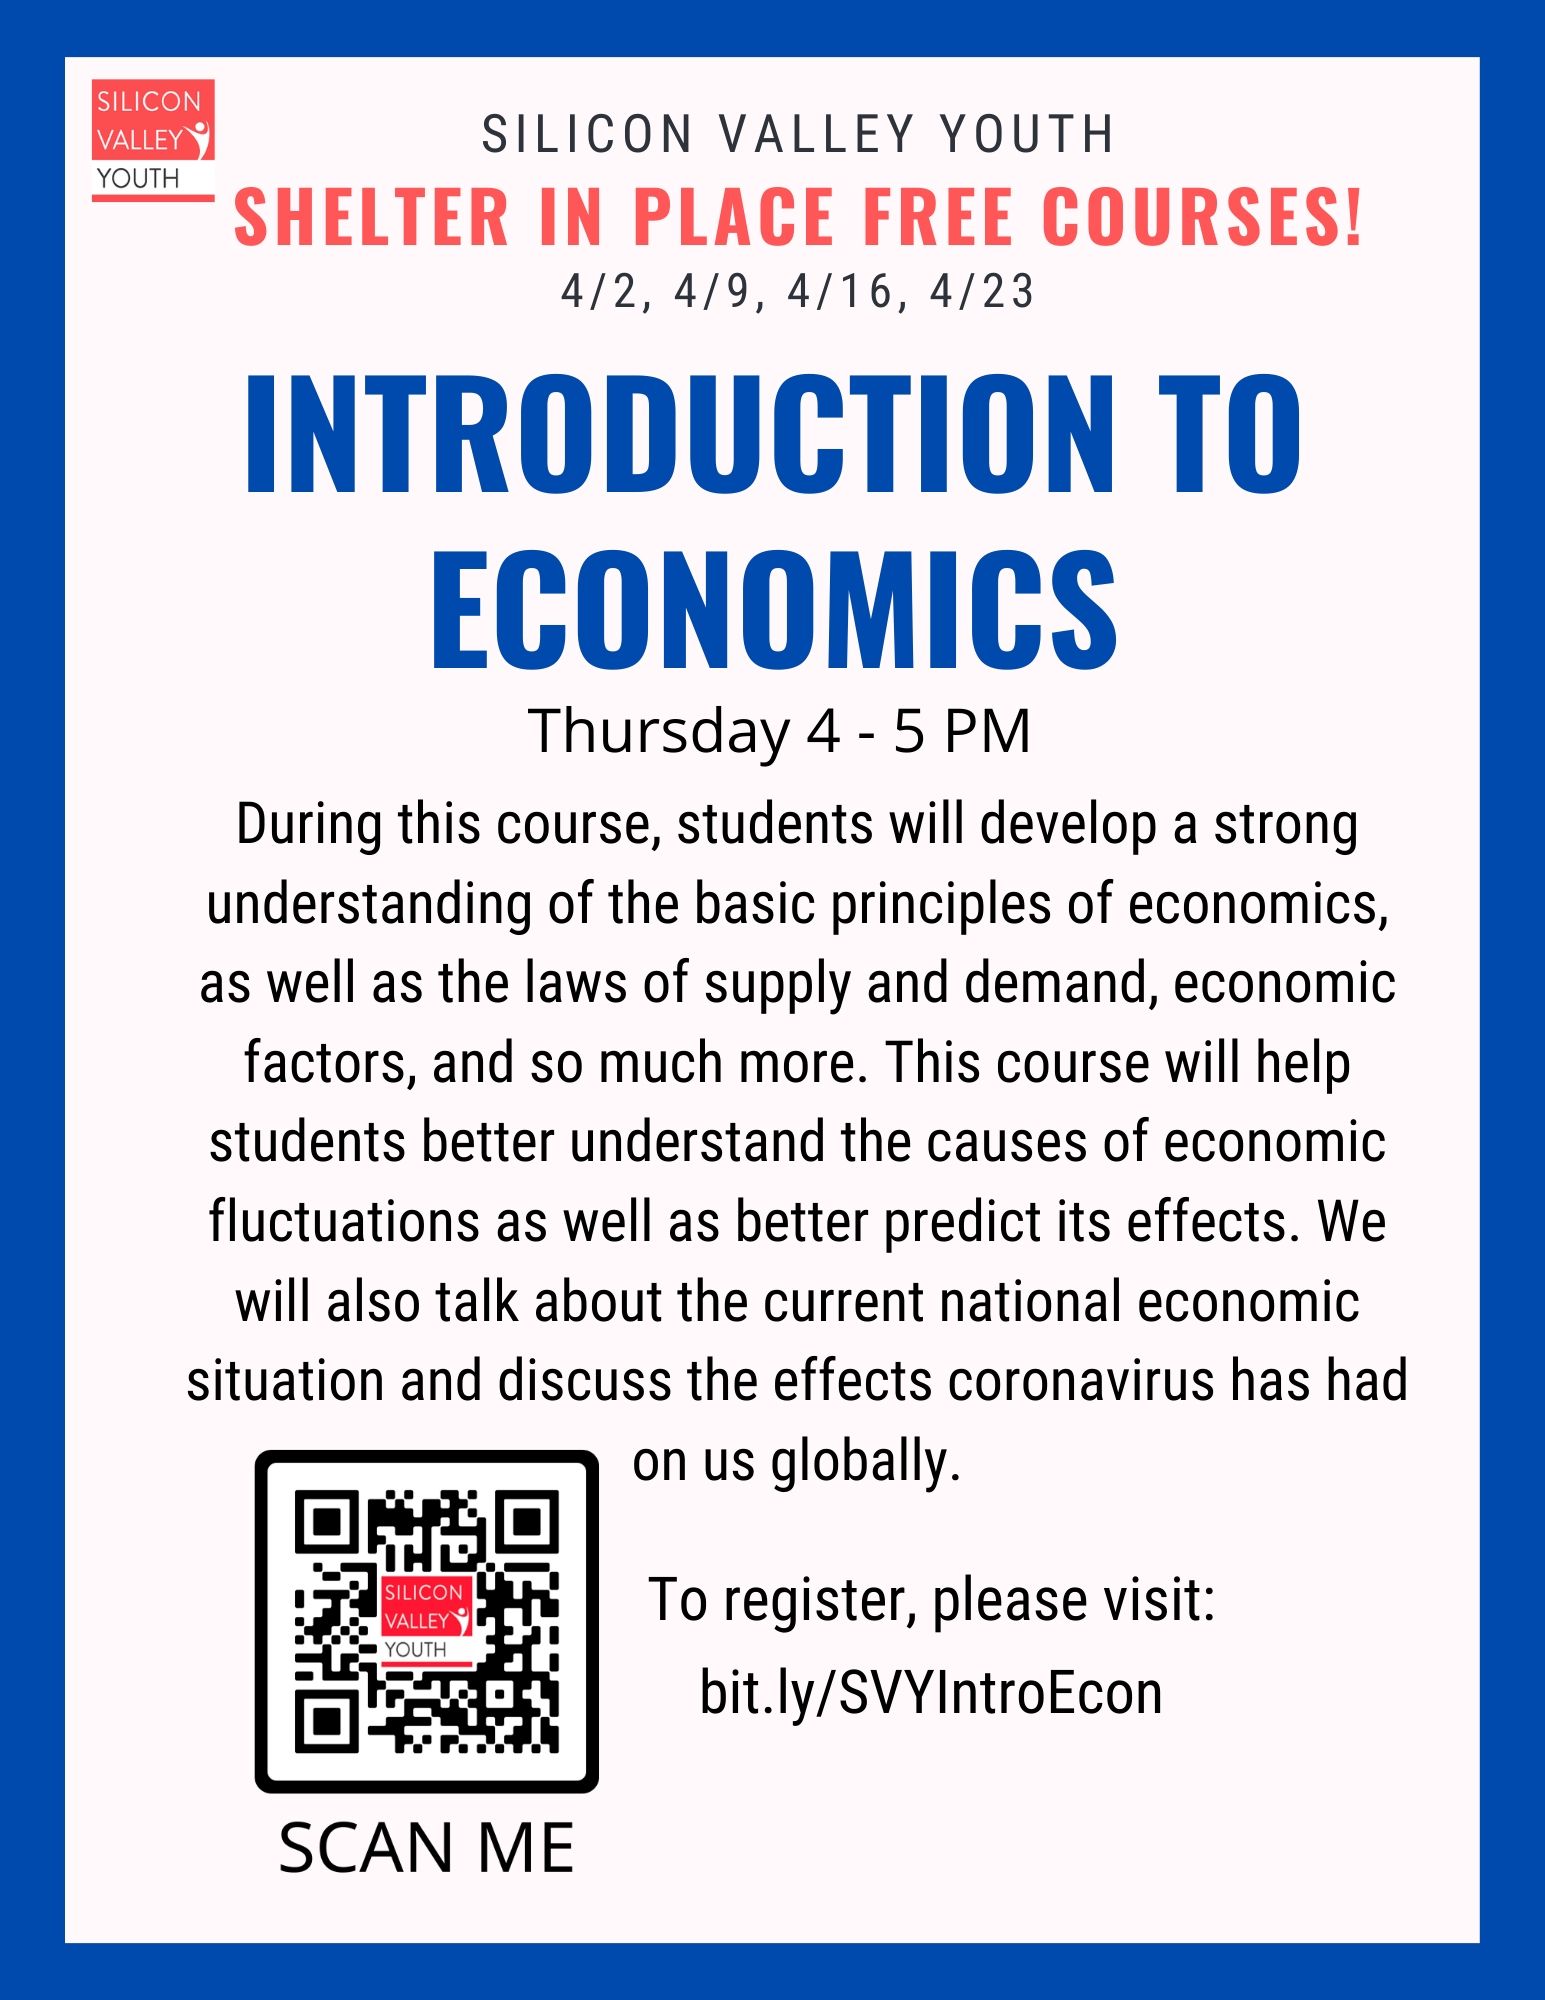 SILICON
VALLEY
YOUTH
SILICON VALLEY YOUTH
SHELTER IN PLACE FREE COURSES!
4/2, 4/9, 4/16, 4/23
INTRODUCTION TO
ECONOMICS
Thursday 4 - 5 PM
During this course, students will develop a strong
understanding of the basic principles of economics,
as well as the laws of supply and demand, economic
factors, and so much more. This course will help
students better understand the causes of economic
fluctuations as well as better predict its effects. We
will also talk about the current national economic
situation and discuss the effects coronavirus has had
on us globally.
SILICON
VALLEY
YOUTH
To register, please visit:
bit.ly/SVYIntroEcon
SCAN ME